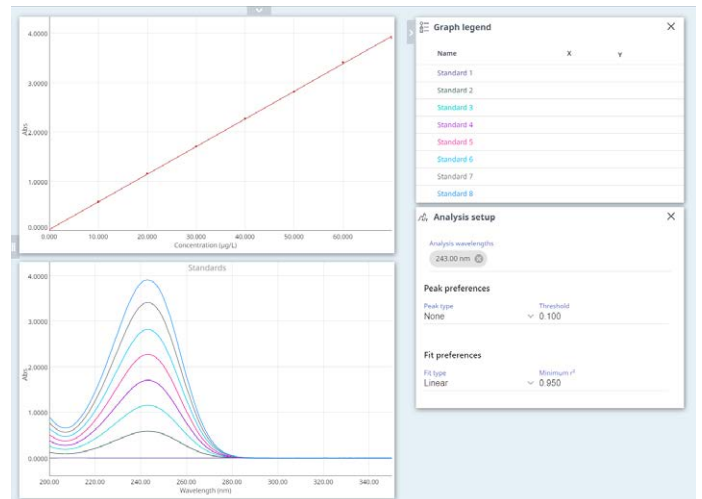 4.0000
3.0000
2.0000
1.0000
0.0000
Abs
0.000 10.000 20.000 30.000 40.000 50.000 60.000
Concentration (µg/L)
Standards
4.0000
3.0000
2.0000
1.0000
0.0000
Abs
200.00 220.00 240.00 260.00 280.00 300.00 320.00 340.00
Wavelength (nm)
Graph legend
Name X Y
Standard 1
Standard 2
Standard 3
Standard 4
Standard 5
Standard 6
Standard 7
Standard 8
Analysis setup
Analysis wavelengths
243.00 nm
Peak preferences
Peak type Threshold
None 0.100
Fit preferences
Fit type Minimum r²
Linear 0.950